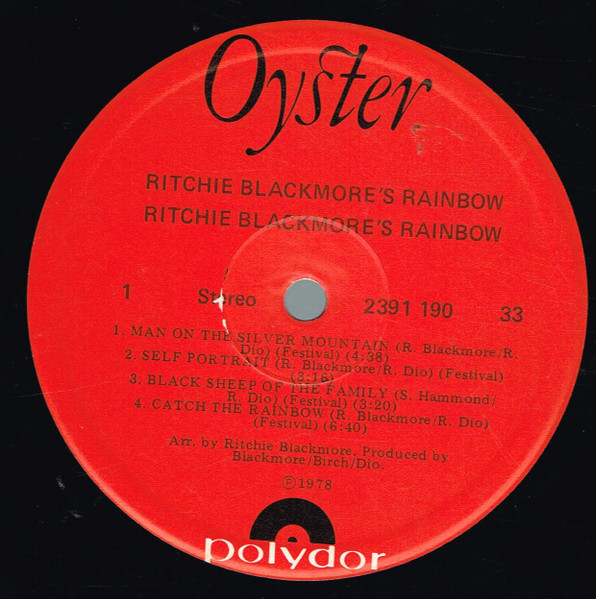 Oyster
RITCHIE BLACKMORE'S RAINBOW
RITCHIE BLACKMORE'S RAINBOW
1 Stereo 2391 190 33
1. MAN ON THE SILVER MOUNTAIN (R. Blackmore/R.
Dio) (Festival) (4:38)
2. SELF PORTRAIT (R. Blackmore/R. Dio) (Festival)
(3:16)
3. BLACK SHEEP OF THE FAMILY (S. Hammond/
R. Dio) (Festival) (3:20)
4. CATCH THE RAINBOW (R. Blackmore/R. Dio)
(Festival) (6:40)
Arr. by Ritchie Blackmore, Produced by
Blackmore/Birch/Dio.
℗1978
polydor